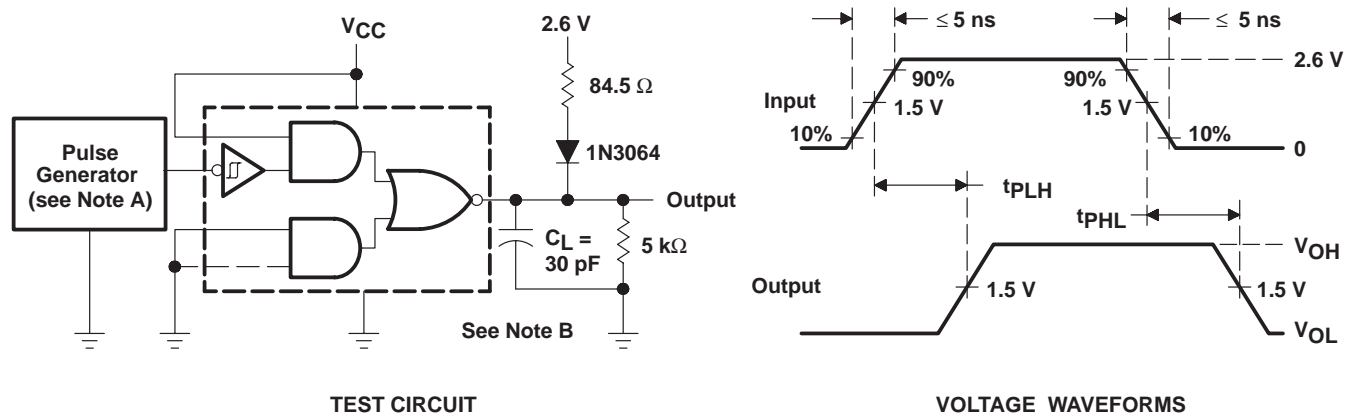 VCC
2.6 V
84.5 Ω
1N3064
Pulse
Generator
(see Note A)
Output
CL =
30 pF
5 kΩ
See Note B
TEST CIRCUIT
≤ 5 ns
≤ 5 ns
2.6 V
90%
90%
Input
1.5 V
1.5 V
10%
10%
0
tPLH
tPHL
VOH
Output
1.5 V
1.5 V
VOL
VOLTAGE WAVEFORMS